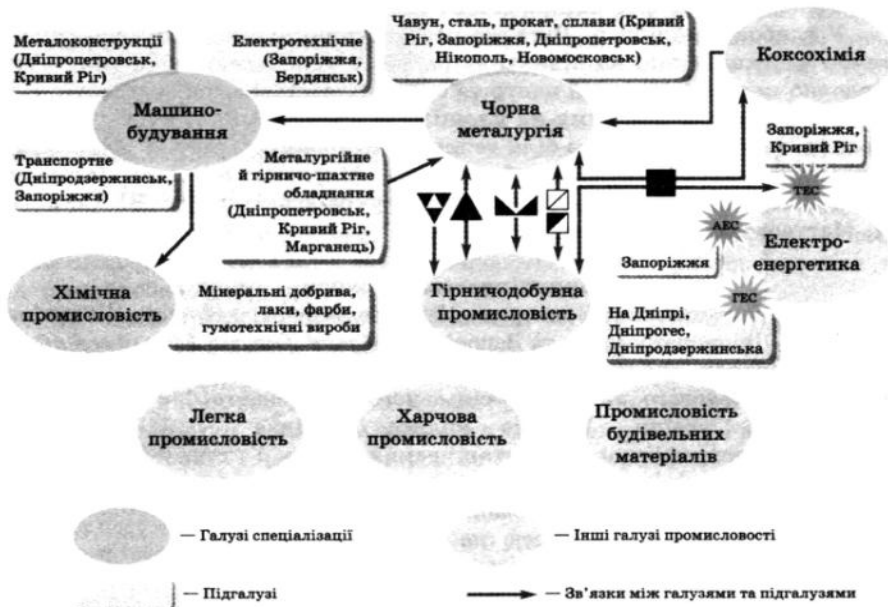 Металоконструкції
(Дніпропетровськ,
Кривий Ріг)
Електротехнічне
(Запоріжжя,
Бердянськ)
Чавун, сталь, прокат, сплави (Кривий
Ріг, Запоріжжя, Дніпропетровськ,
Нікополь, Новомосковськ)
Коксохімія
Машино-
будування
Чорна
металургія
Запоріжжя,
Кривий Ріг
Транспортне
(Дніпродзержинськ,
Запоріжжя)
Металургійне
й гірничо-шахтне
обладнання
(Дніпропетровськ,
Кривий Ріг,
Марганець)
ТЕС
АЕС
Електро-
енергетика
Запоріжжя
Хімічна
промисловість
Мінеральні добрива,
лаки, фарби,
гумотехнічні вироби
Гірничодобувна
промисловість
ГЕС
На Дніпрі,
Дніпрогес,
Дніпродзержинська
Легка
промисловість
Харчова
промисловість
Промисловість
будівельних
матеріалів
— Галузі спеціалізації
— Інші галузі промисловості
— Підгалузі
— Зв'язки між галузями та підгалузями